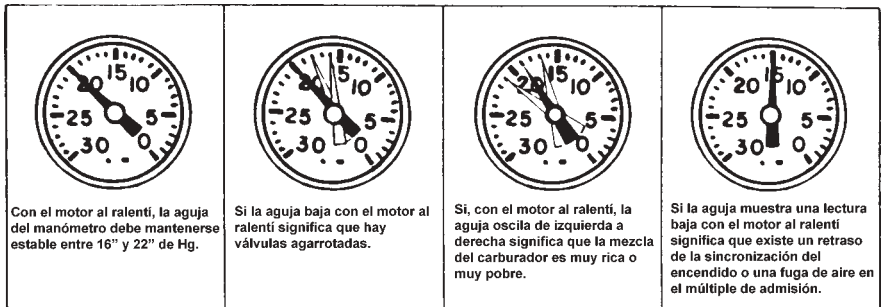 15
20 10
25 5
30 0
Con el motor al ralentí, la aguja
del manómetro debe mantenerse
estable entre 16” y 22” de Hg.
15
20 10
25 5
30 0
Si la aguja baja con el motor al
ralentí significa que hay
válvulas agarrotadas.
15
20 10
25 5
30 0
Si, con el motor al ralentí, la
aguja oscila de izquierda a
derecha significa que la mezcla
del carburador es muy rica o
muy pobre.
15
20 10
25 5
30 0
Si la aguja muestra una lectura
baja con el motor al ralentí
significa que existe un retraso
de la sincronización del
encendido o una fuga de aire en
el múltiple de admisión.